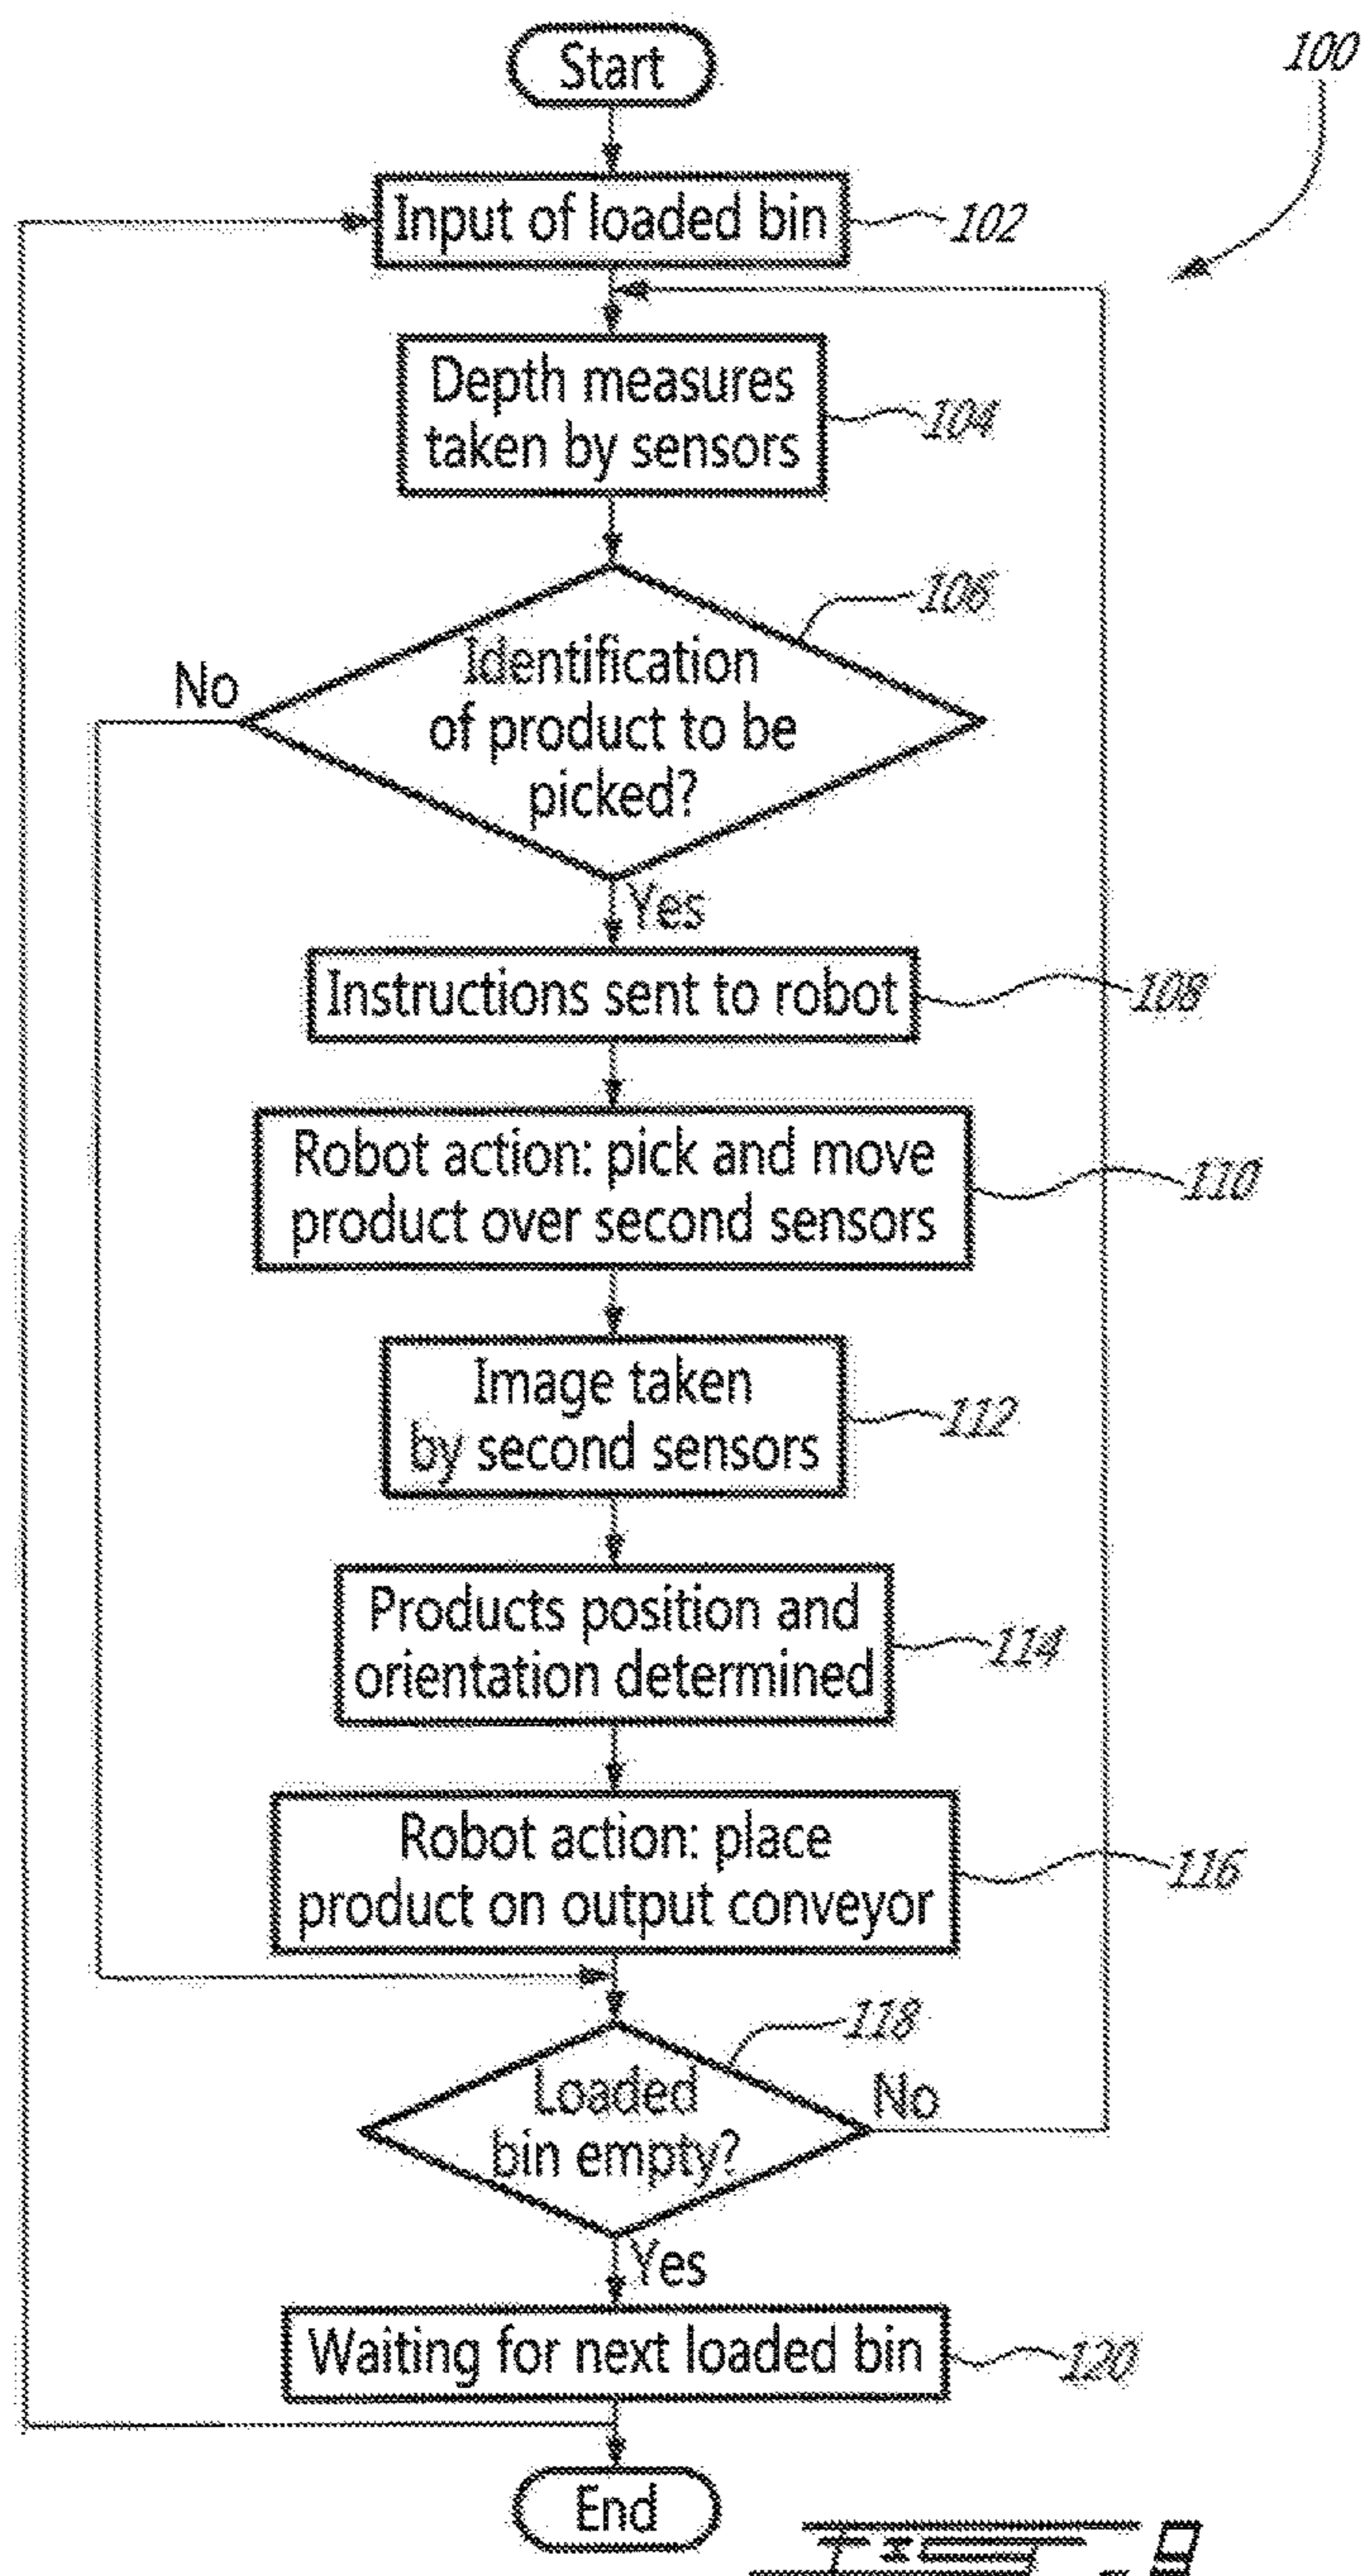 Start
100
Input of loaded bin
102
Depth measures
taken by sensors
104
106
Identification
of product to be
picked?
No
Yes
Instructions sent to robot
108
Robot action: pick and move
product over second sensors
110
Image taken
by second sensors
112
Products position and
orientation determined
114
Robot action: place
product on output conveyor
116
118
Loaded
bin empty?
No
Yes
Waiting for next loaded bin
120
End